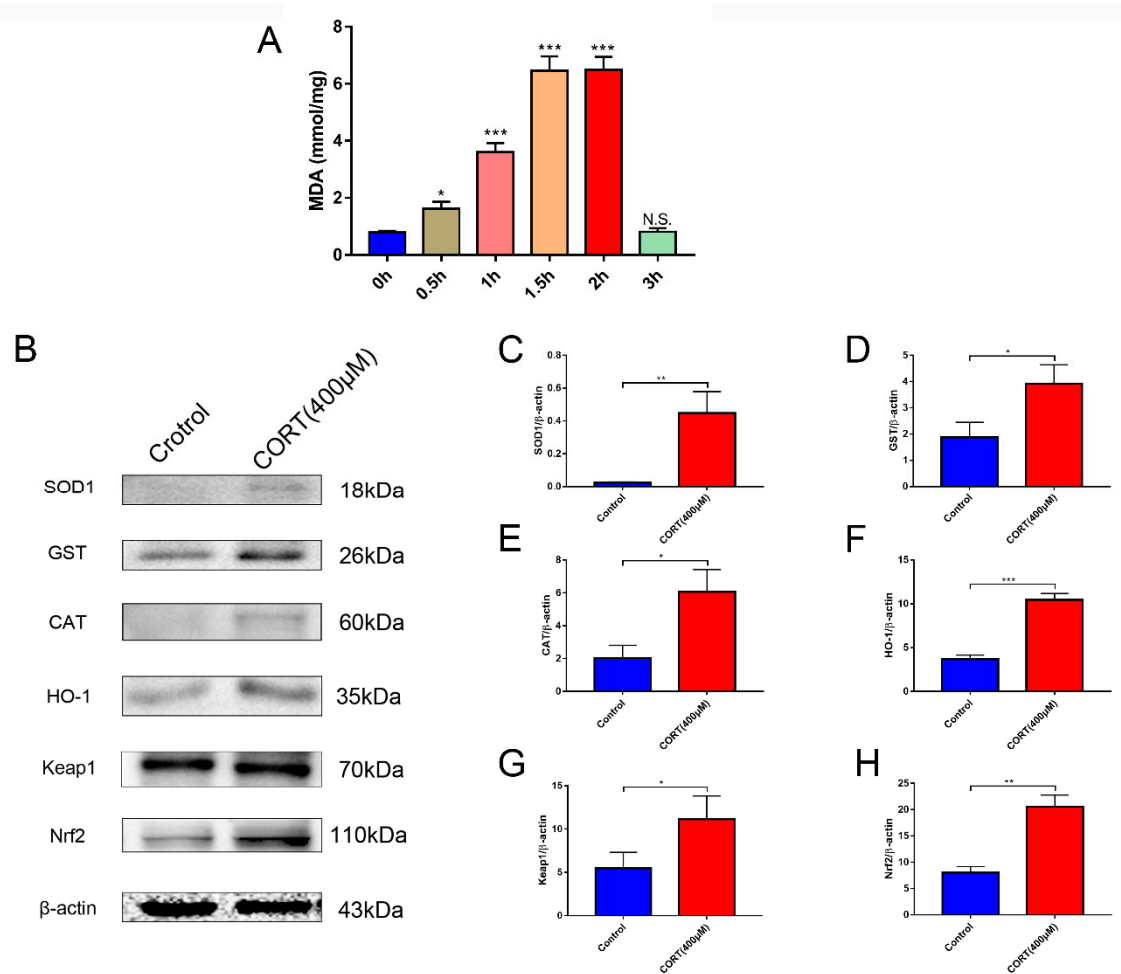 A
MDA (mmol/mg)
8
6
4
2
0
*
***
***
***
N.S.
0h
0.5h
1h
1.5h
2h
3h
B
Crotrol
CORT(400μM)
SOD1
18kDa
GST
26kDa
CAT
60kDa
HO-1
35kDa
Keap1
70kDa
Nrf2
110kDa
β-actin
43kDa
C
SOD1/β-actin
0.8
0.6
0.4
0.2
0.0
**
Control
CORT(400μM)
D
GST/β-actin
5
4
3
2
1
0
*
Control
CORT(400μM)
E
CAT/β-actin
8
6
4
2
0
*
Control
CORT(400μM)
F
HO-1/β-actin
15
10
5
0
***
Control
CORT(400μM)
G
Keap1/β-actin
15
10
5
0
*
Control
CORT(400μM)
H
Nrf2/β-actin
25
20
15
10
5
0
**
Control
CORT(400μM)